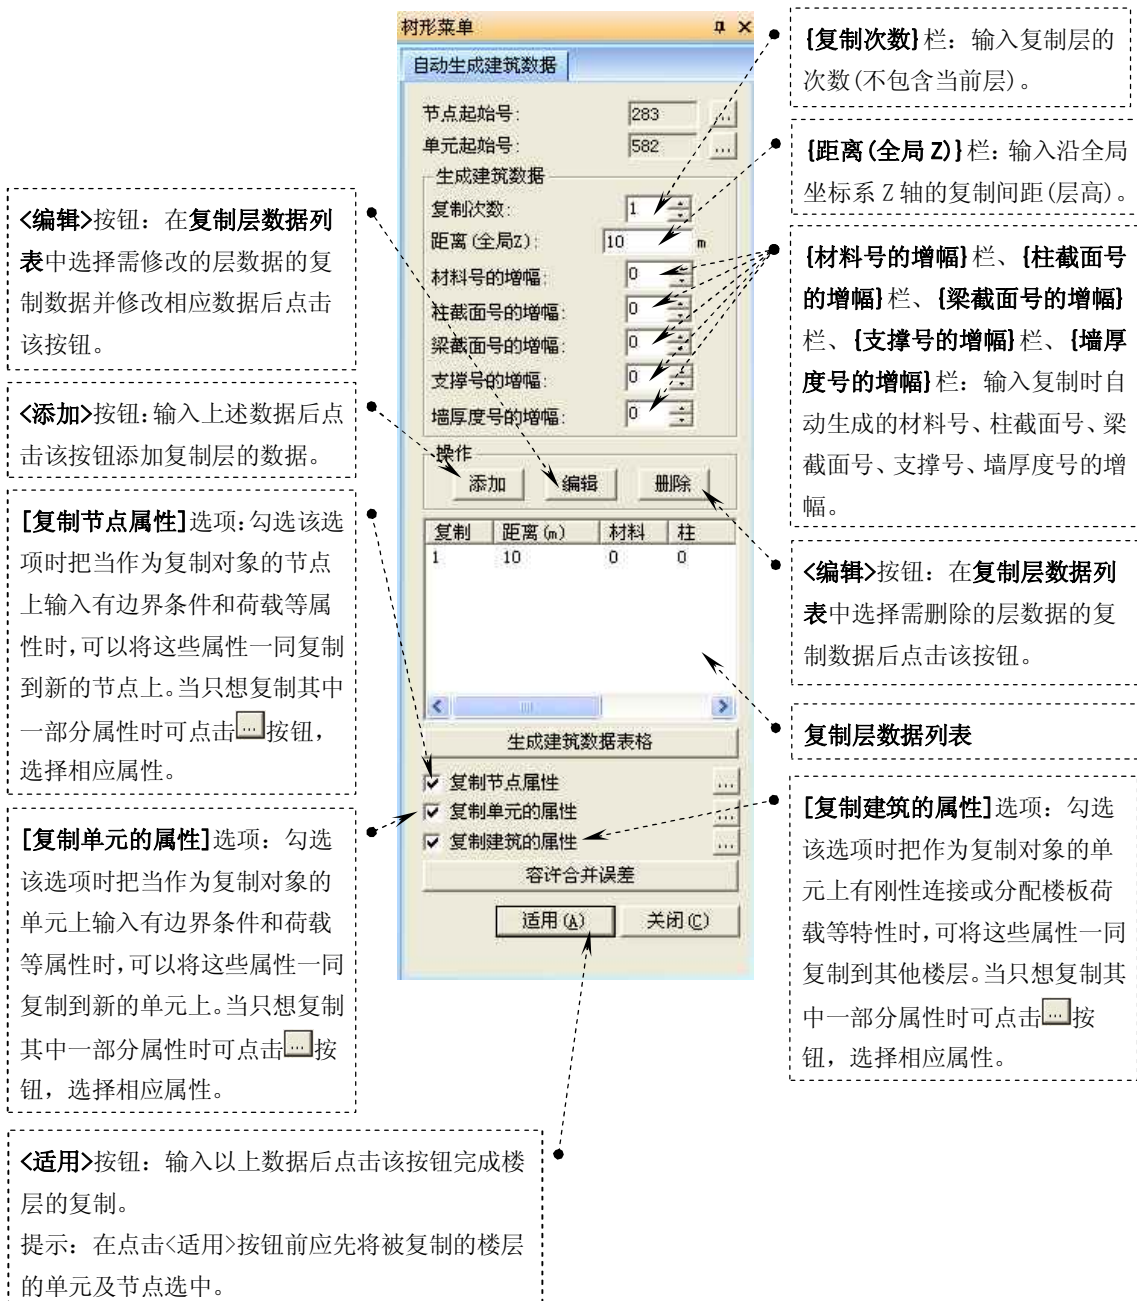 树形菜单
自动生成建筑数据
节点起始号:
283
...
单元起始号:
582
...
生成建筑数据
复制次数:
1
距离(全局Z):
10
m
材料号的增幅:
0
柱截面号的增幅:
0
梁截面号的增幅:
0
支撑号的增幅:
0
墙厚度号的增幅:
0
操作
添加
编辑
删除
复制 距离(m) 材料 柱
1 10 0 0
生成建筑数据表格
复制节点属性
...
复制单元的属性
...
复制建筑的属性
...
容许合并误差
适用(A)
关闭(C)
<编辑>按钮：在复制层数据列
表中选择需修改的层数据的复
制数据并修改相应数据后点击
该按钮。
<添加>按钮：输入上述数据后点
击该按钮添加复制层的数据。
[复制节点属性]选项：勾选该选
项时把当作为复制对象的节点
上输入有边界条件和荷载等属
性时，可以将这些属性一同复制
到新的节点上。当只想复制其中
一部分属性时可点击...按钮，
选择相应属性。
[复制单元的属性]选项：勾选
该选项时把当作为复制对象的
单元上输入有边界条件和荷载
等属性时，可以将这些属性一同
复制到新的单元上。当只想复制
其中一部分属性时可点击...按
钮，选择相应属性。
<适用>按钮：输入以上数据后点击该按钮完成楼
层的复制。
提示：在点击<适用>按钮前应先将被复制的楼层
的单元及节点选中。
{复制次数}栏：输入复制层的
次数(不包含当前层)。
{距离(全局 Z)}栏：输入沿全局
坐标系 Z 轴的复制间距(层高)。
{材料号的增幅}栏、{柱截面号
的增幅}栏、{梁截面号的增幅}
栏、{支撑号的增幅}栏、{墙厚
度号的增幅}栏：输入复制时自
动生成的材料号、柱截面号、梁
截面号、支撑号、墙厚度号的增
幅。
<编辑>按钮：在复制层数据列
表中选择需删除的层数据的复
制数据后点击该按钮。
复制层数据列表
[复制建筑的属性]选项：勾选
该选项时把作为复制对象的单
元上有刚性连接或分配楼板荷
载等特性时，可将这些属性一同
复制到其他楼层。当只想复制其
中一部分属性时可点击...按
钮，选择相应属性。